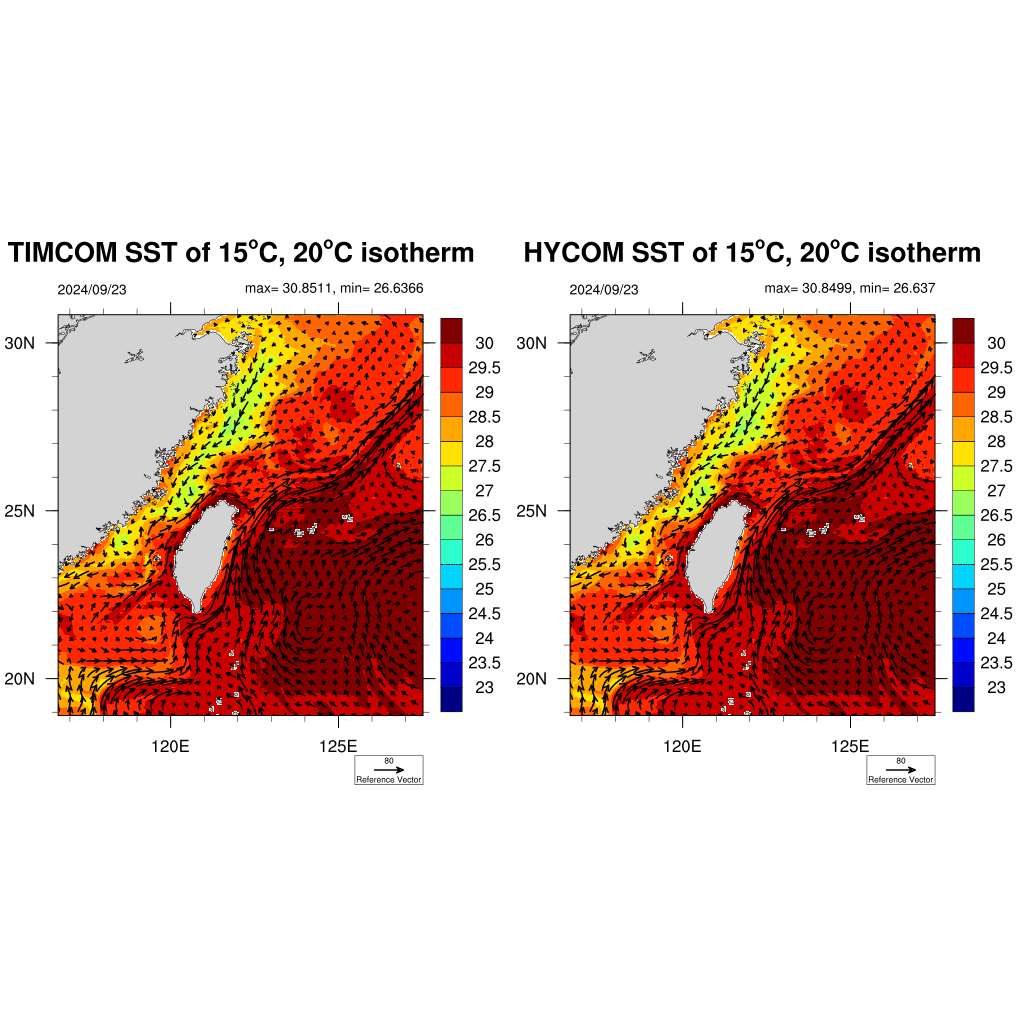 TIMCOM SST of 15°C, 20°C isotherm
2024/09/23
max= 30.8511, min= 26.6366
30N
25N
20N
120E
125E
30
29.5
29
28.5
28
27.5
27
26.5
26
25.5
25
24.5
24
23.5
23
80
Reference Vector
HYCOM SST of 15°C, 20°C isotherm
2024/09/23
max= 30.8499, min= 26.637
30N
25N
20N
120E
125E
30
29.5
29
28.5
28
27.5
27
26.5
26
25.5
25
24.5
24
23.5
23
80
Reference Vector